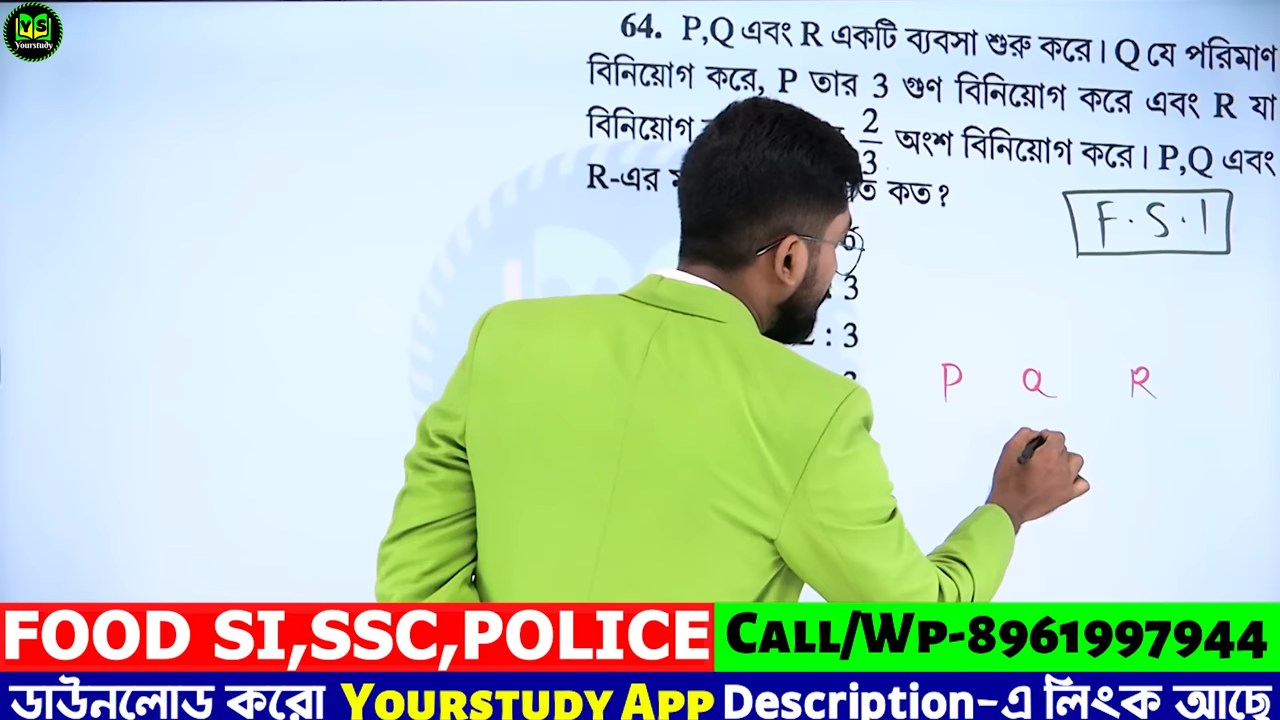 YS
Yourstudy
64. P,Q এবং R একটি ব্যবসা শুরু করে। Q যে পরিমাণ
বিনিয়োগ করে, P তার 3 গুণ বিনিয়োগ করে এবং R যা
বিনিয়োগ 2/3 অংশ বিনিয়োগ করে। P,Q এবং
R-এর কত?
F.S.I
6
3
: 3
P Q R
FOOD SI,SSC,POLICE
CALL/WP-8961997944
ডাউনলোড করো YOURSTUDY APP Description-এ লিংক আছে